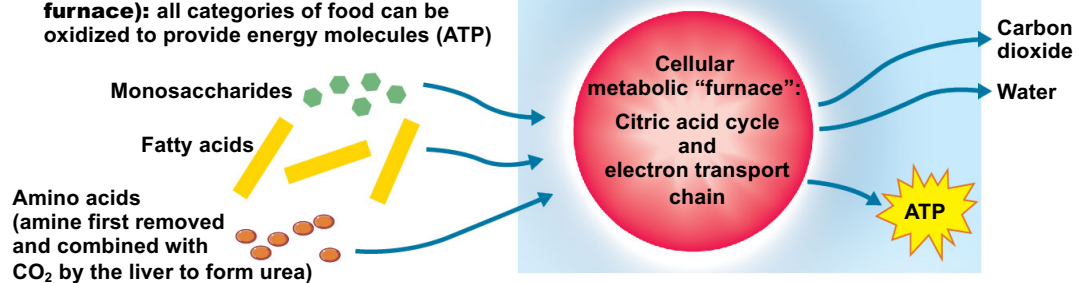 furnace): all categories of food can be
oxidized to provide energy molecules (ATP)
Monosaccharides
Fatty acids
Amino acids
(amine first removed
and combined with
CO₂ by the liver to form urea)
Cellular
metabolic “furnace”:
Citric acid cycle
and
electron transport
chain
Carbon
dioxide
Water
ATP